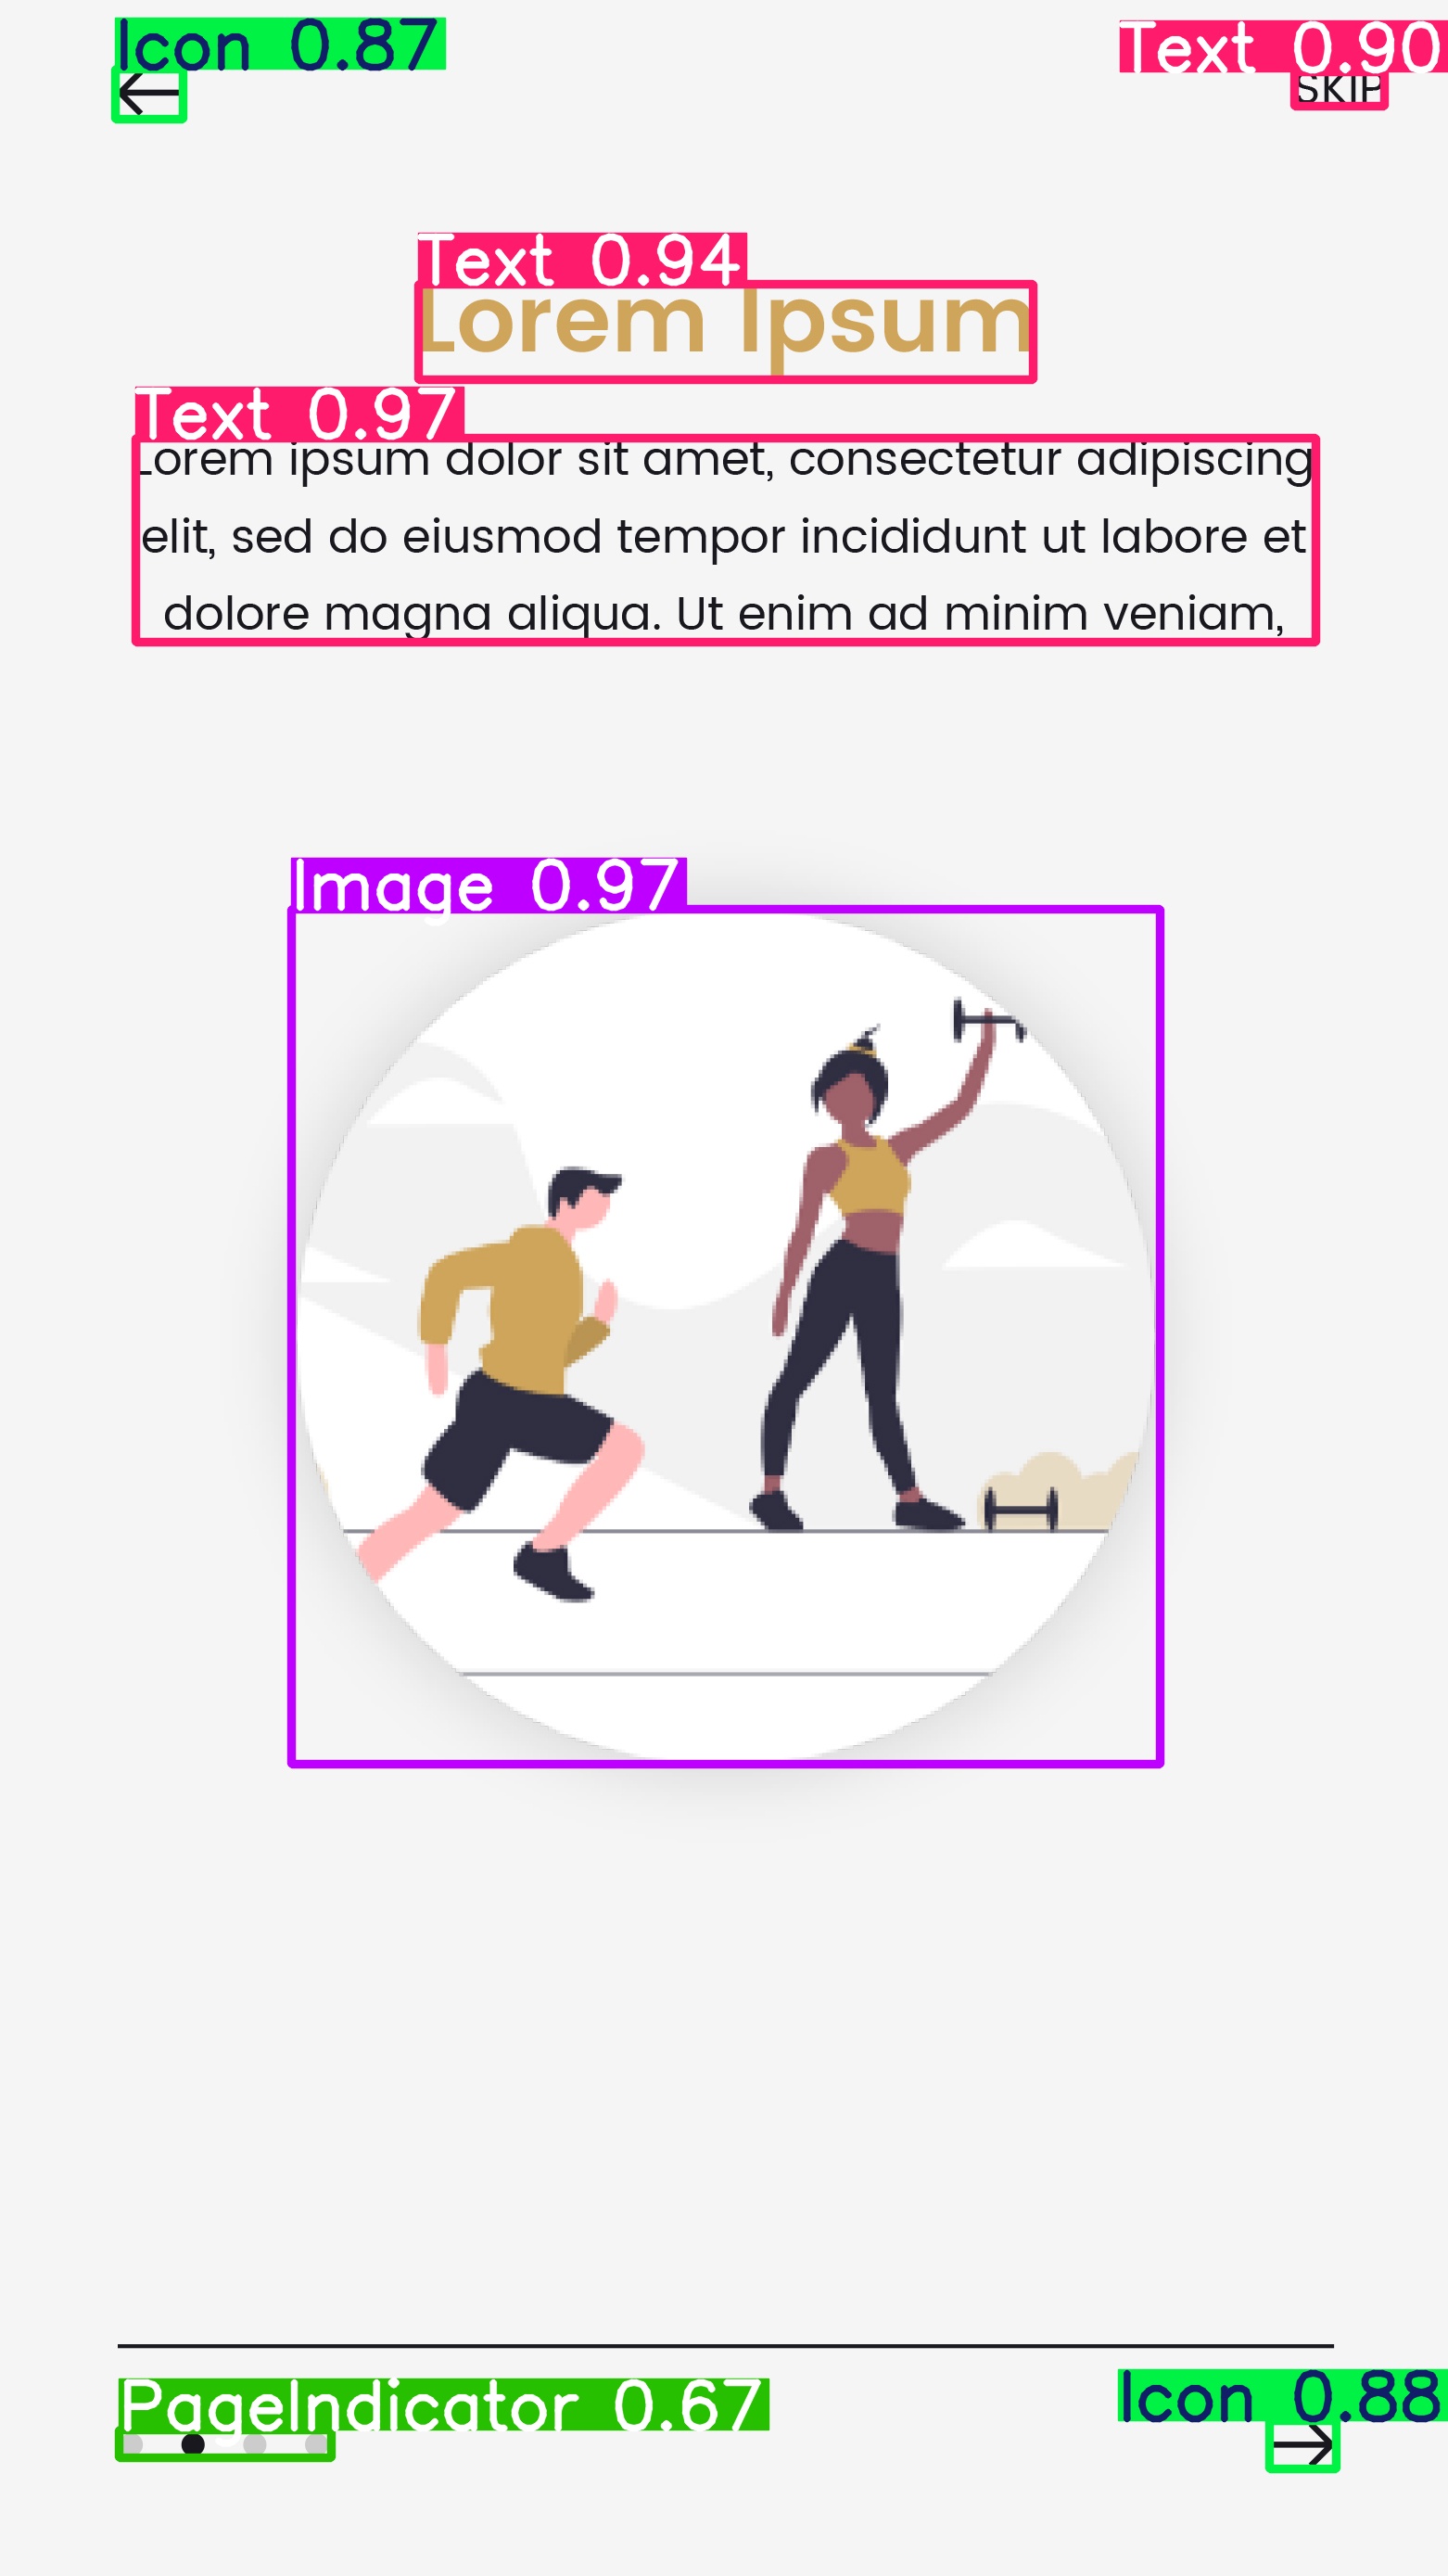 Icon 0.87
Text 0.90
SKIP
Text 0.94
Lorem Ipsum
Text 0.97
Lorem ipsum dolor sit amet, consectetur adipiscing
elit, sed do eiusmod tempor incididunt ut labore et
dolore magna aliqua. Ut enim ad minim veniam,
Image 0.97
PageIndicator 0.67
Icon 0.88